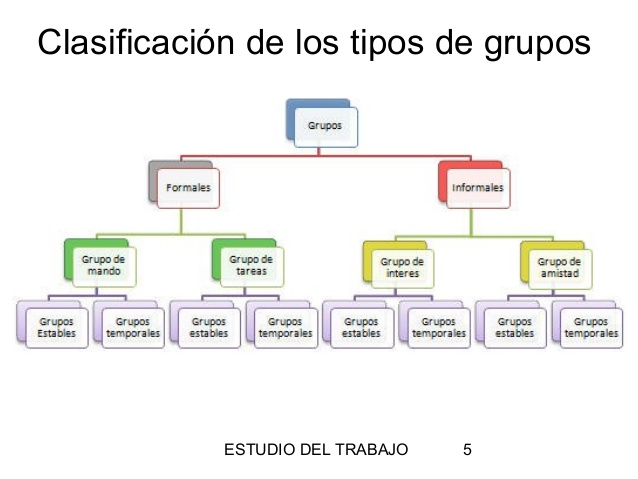 Clasificación de los tipos de grupos
Grupos
Formales
Informales
Grupo de
mando
Grupo de
tareas
Grupo de
interes
Grupo de
amistad
Grupos
Estables
Grupos
temporales
Grupos
estables
Grupos
temporales
Grupos
estables
Grupos
temporales
Grupos
estables
Grupos
temporales
ESTUDIO DEL TRABAJO 5